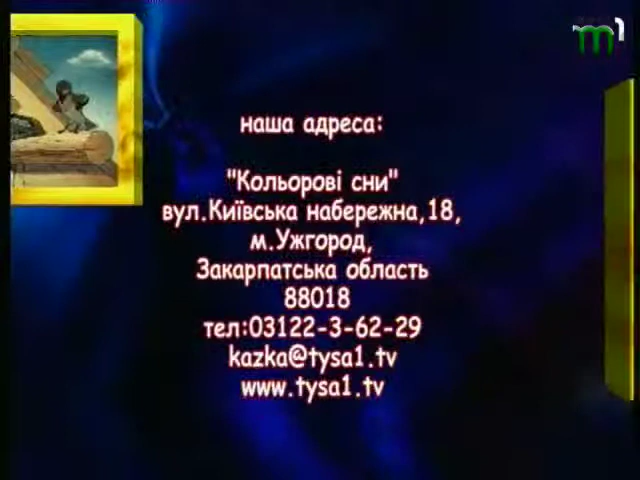 m1
наша адреса:
"Кольорові сни"
вул.Київська набережна,18,
м.Ужгород,
Закарпатська область
88018
тел:03122-3-62-29
kazka@tysa1.tv
www.tysa1.tv